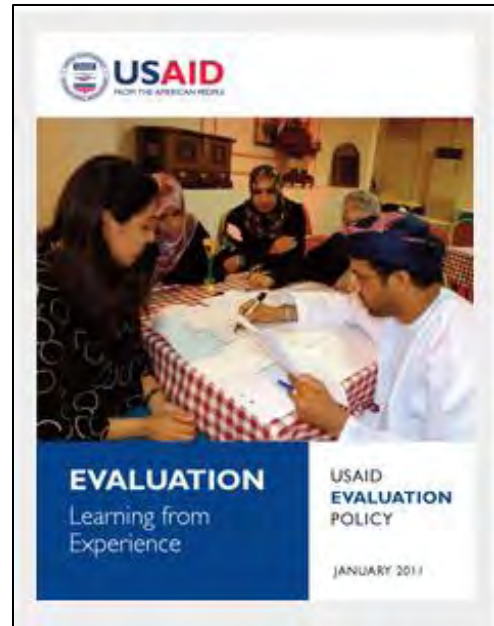 USAID
FROM THE AMERICAN PEOPLE
EVALUATION
Learning from
Experience
USAID
EVALUATION
POLICY
JANUARY 2011